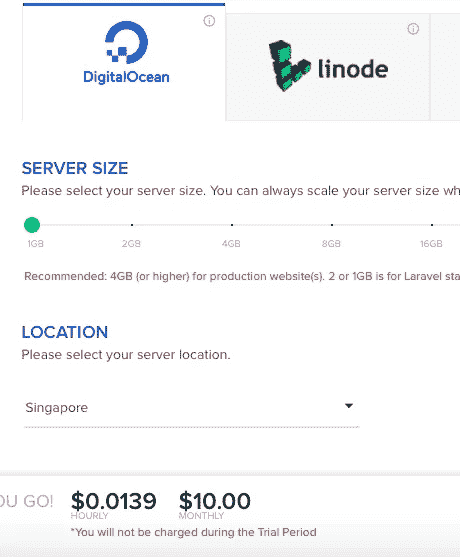 DigitalOcean
linode
SERVER SIZE
Please select your server size. You can always scale your server size wh
1GB 2GB 4GB 8GB 16GB
Recommended: 4GB (or higher) for production website(s). 2 or 1GB is for Laravel sta
LOCATION
Please select your server location.
Singapore
OU GO! $0.0139 $10.00
HOURLY MONTHLY
*You will not be charged during the Trial Period